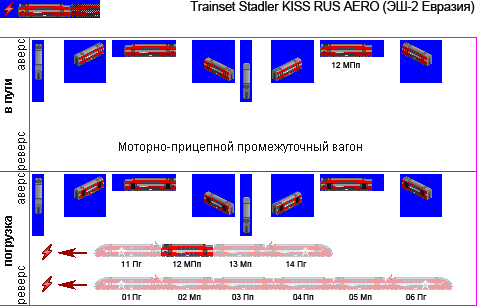 Trainset Stadler KISS RUS AERO (ЭШ-2 Евразия)
в пути
аверс
реверс
12 МПп
Моторно-прицепной промежуточный вагон
погрузка
аверс
реверс
11 Пг 12 МПп 13 Мп 14 Пг
01Пг 02 Мп 03 Пп 04 Пп 05 Мп 06 Пг